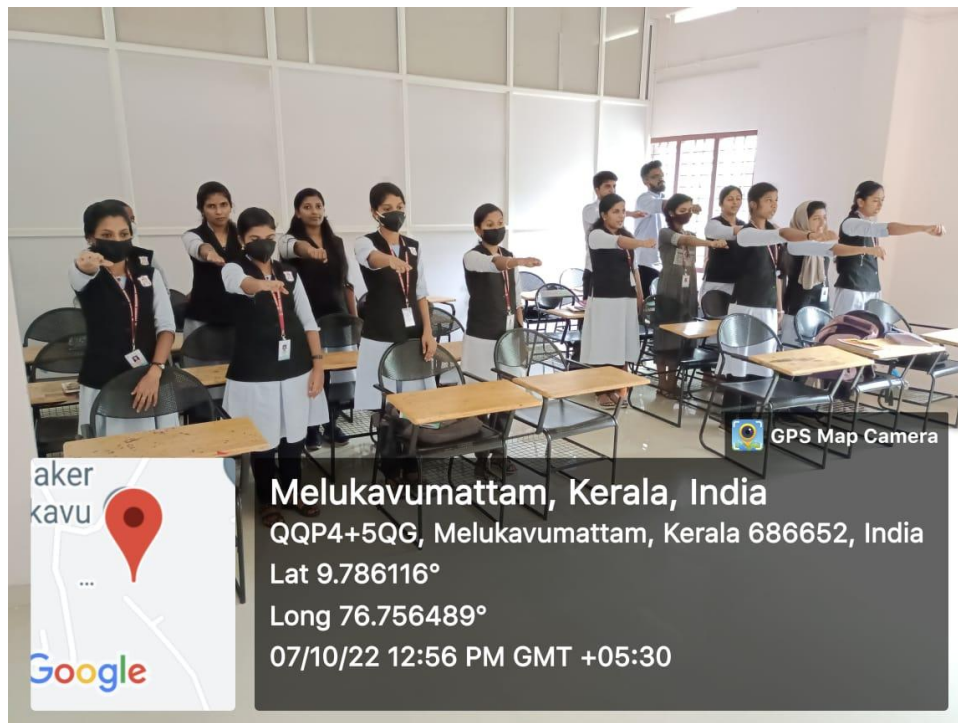 GPS Map Camera
aker
kavu
...
Google
Melukavumattam, Kerala, India
QQP4+5QG, Melukavumattam, Kerala 686652, India
Lat 9.786116°
Long 76.756489°
07/10/22 12:56 PM GMT +05:30